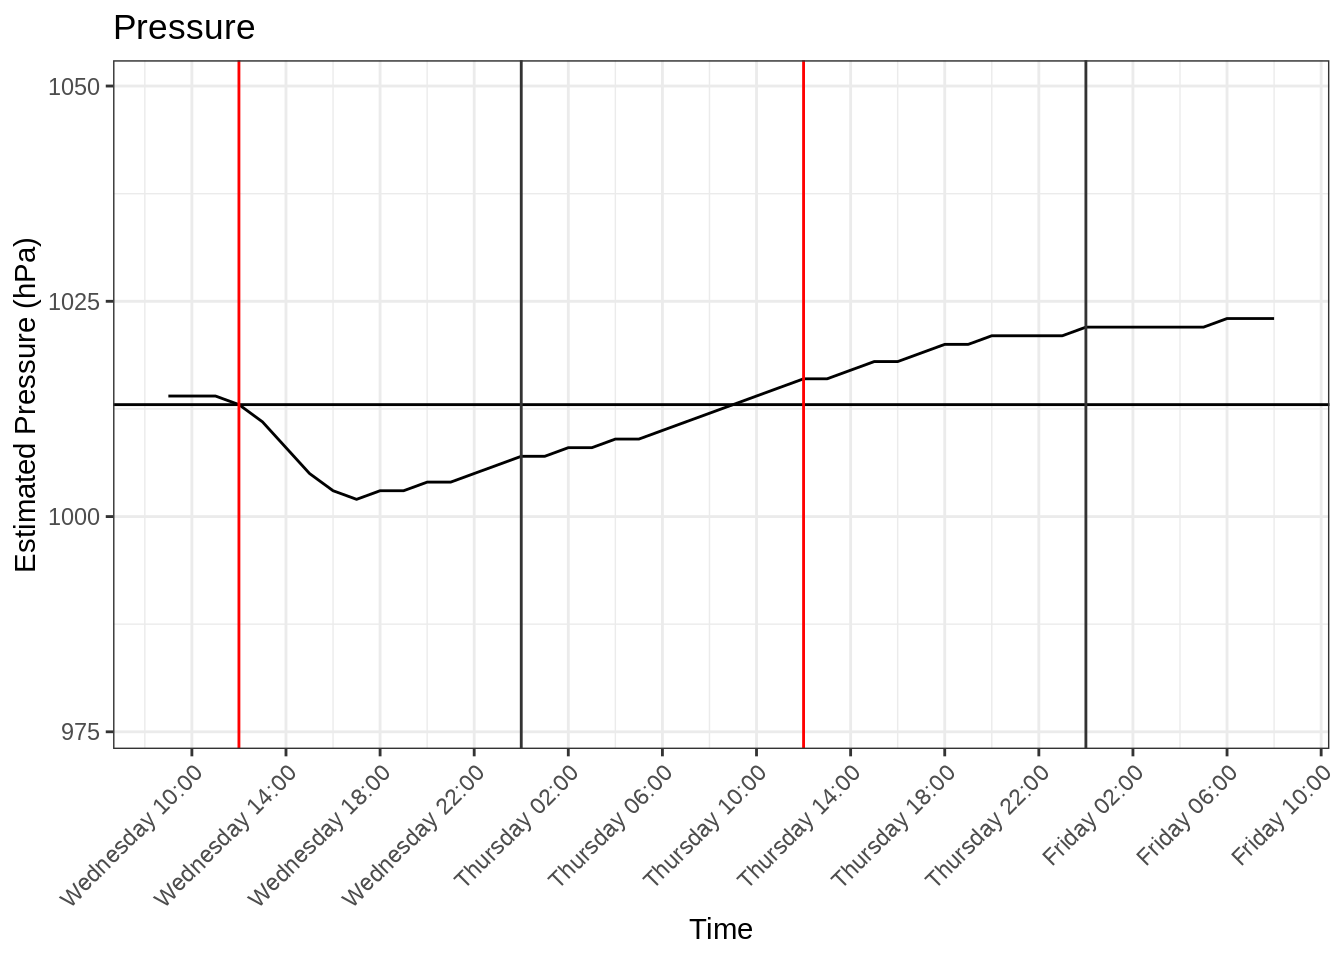 Pressure
Estimated Pressure (hPa)
1050
1025
1000
975
Wednesday 10:00
Wednesday 14:00
Wednesday 18:00
Wednesday 22:00
Thursday 02:00
Thursday 06:00
Thursday 10:00
Thursday 14:00
Thursday 18:00
Thursday 22:00
Friday 02:00
Friday 06:00
Friday 10:00
Time